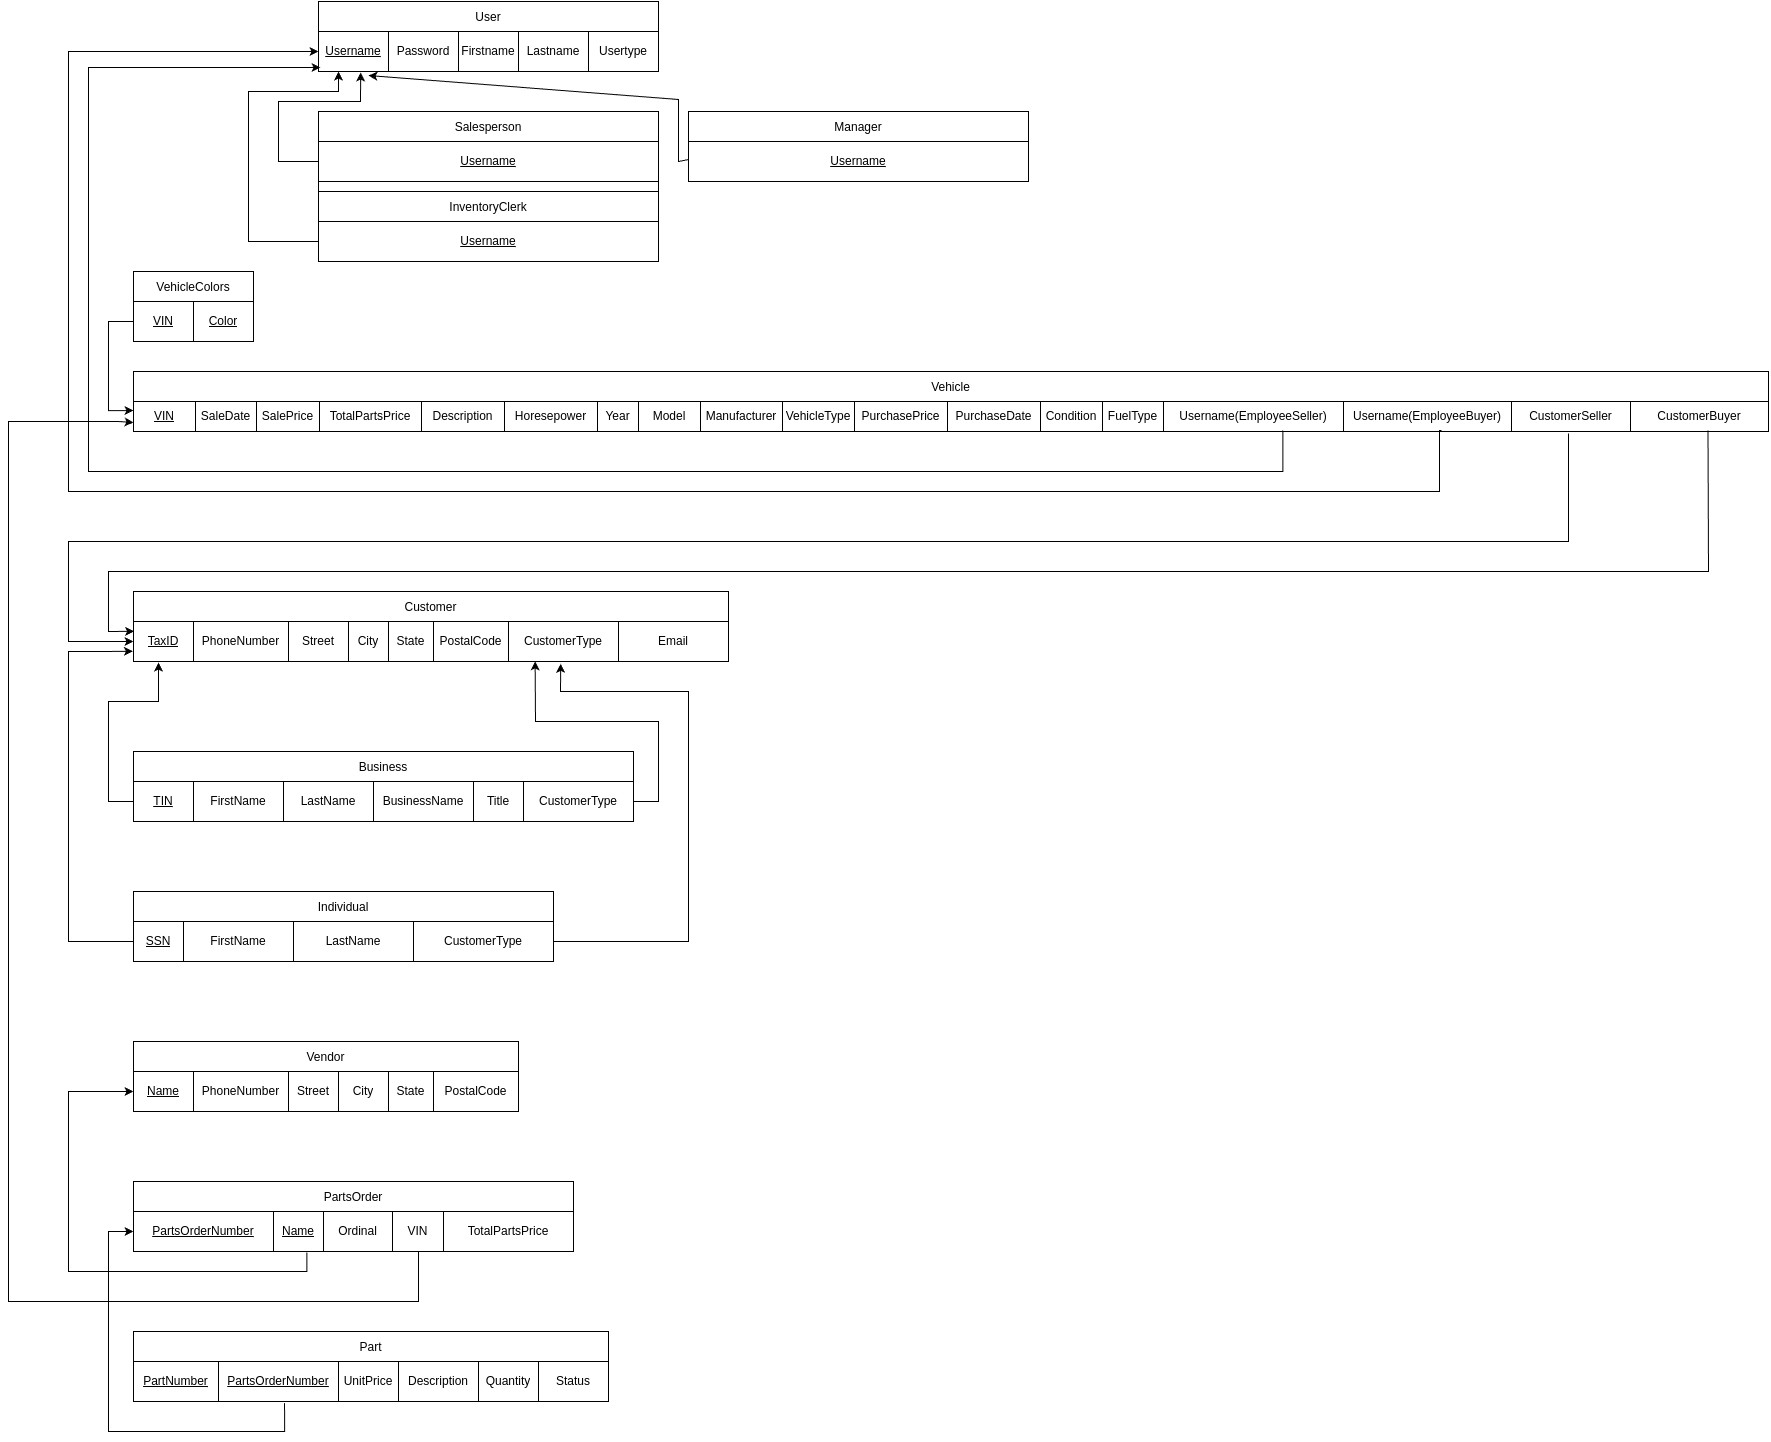 User
Username Password Firstname Lastname Usertype
Salesperson
Username
Manager
Username
InventoryClerk
Username
VehicleColors
VIN Color
Vehicle
VIN SaleDate SalePrice TotalPartsPrice Description Horesepower Year Model Manufacturer VehicleType PurchasePrice PurchaseDate Condition FuelType Username(EmployeeSeller) Username(EmployeeBuyer) CustomerSeller CustomerBuyer
Customer
TaxID PhoneNumber Street City State PostalCode CustomerType Email
Business
TIN FirstName LastName BusinessName Title CustomerType
Individual
SSN FirstName LastName CustomerType
Vendor
Name PhoneNumber Street City State PostalCode
PartsOrder
PartsOrderNumber Name Ordinal VIN TotalPartsPrice
Part
PartNumber PartsOrderNumber UnitPrice Description Quantity Status